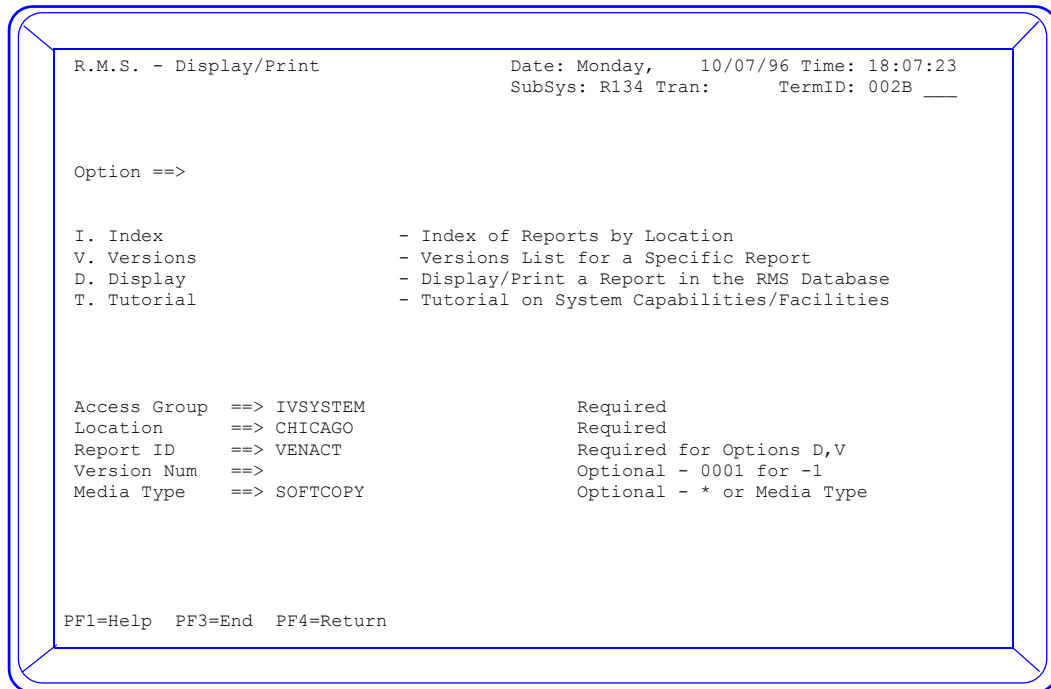 R.M.S. - Display/Print Date: Monday, 10/07/96 Time: 18:07:23
SubSys: R134 Tran: TermID: 002B ___
Option ==>
I. Index - Index of Reports by Location
V. Versions - Versions List for a Specific Report
D. Display - Display/Print a Report in the RMS Database
T. Tutorial - Tutorial on System Capabilities/Facilities
Access Group ==> IVSYSTEM Required
Location ==> CHICAGO Required
Report ID ==> VENACT Required for Options D,V
Version Num ==> Optional - 0001 for -1
Media Type ==> SOFTCOPY Optional - * or Media Type
PF1=Help PF3=End PF4=Return